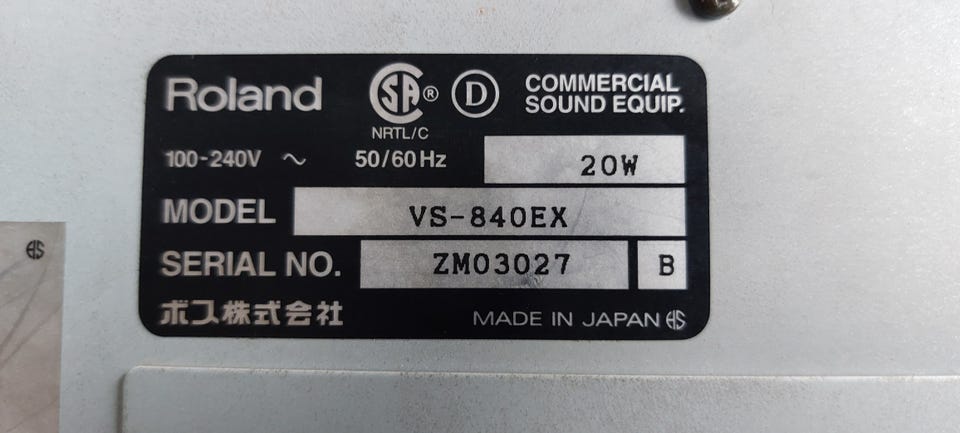 Roland SA® D COMMERCIAL
SOUND EQUIP.
NRTL/C
100-240V ～ 50/60Hz 20W
MODEL VS-840EX
SERIAL NO. ZM03027 B
ボス株式会社 MADE IN JAPAN